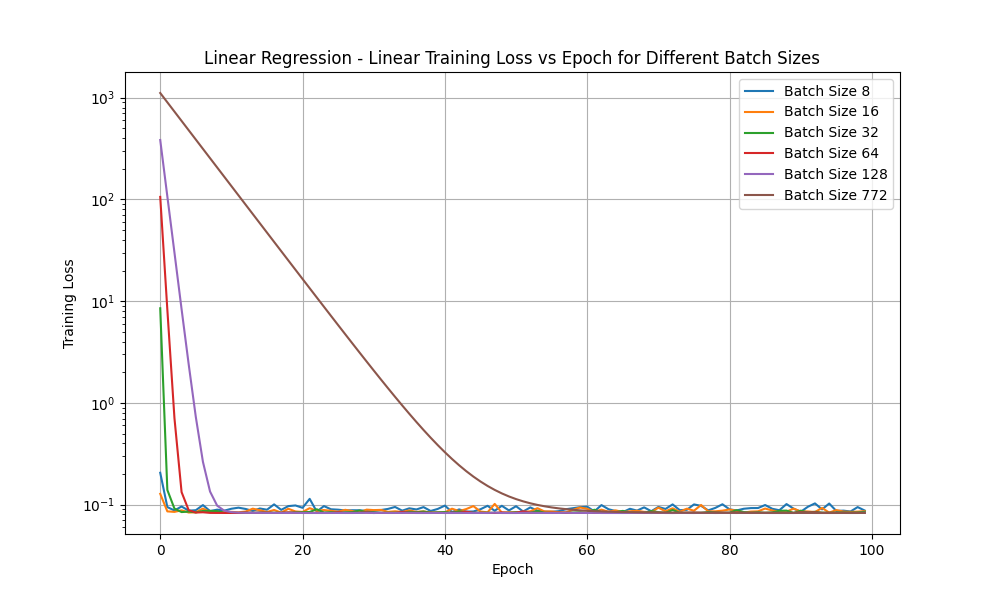 Linear Regression - Linear Training Loss vs Epoch for Different Batch Sizes
Batch Size 8
Batch Size 16
Batch Size 32
Batch Size 64
Batch Size 128
Batch Size 772
10³
10²
10¹
10⁰
10⁻¹
Training Loss
0 20 40 60 80 100
Epoch